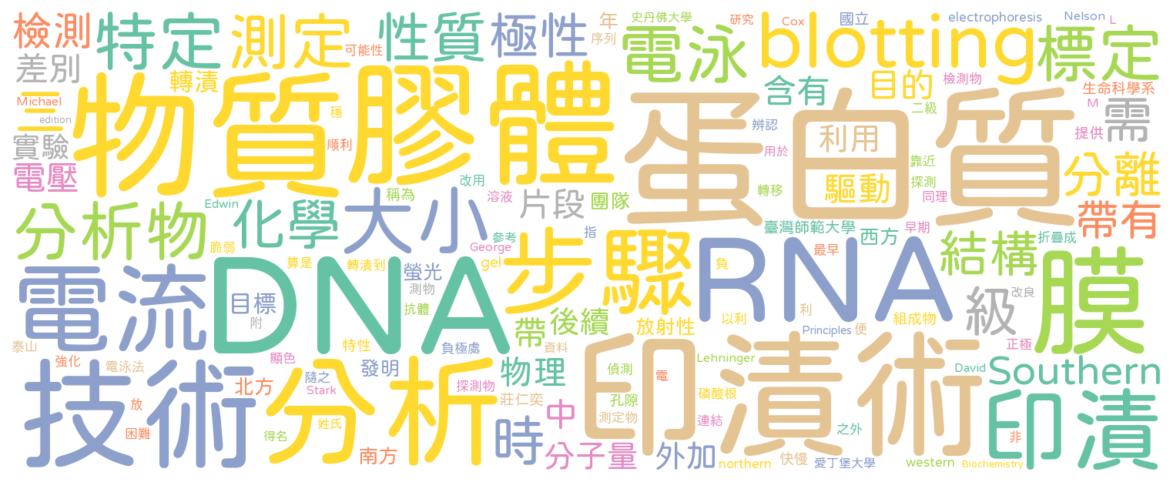 檢測 特定 測定 性質 極性 史丹佛大學 研究 Cox 國立 electrophoresis Nelson L
年 序列 可能性 電泳 blotting 標定
差別 轉漬 含有 目的 檢測物 生命科學系
Michael 三 物質 膠體 蛋白質 二級 M 需
edition 穩 辨認 利用 提供
實驗 順利 用於 靠近 分離
電壓 稱為 改用 溶液 片段 團隊 轉移 驅動 探測 同理 帶有
分析物 Edwin 化學 大小 參考 指 臺灣師範大學 西方 早期 結構 折疊成
脆弱 算是 轉漬到 螢光 George gel 步驟 負 RNA 最早 膜
電流 DNA 目標 測物 抗體 帶 後續 放射性 以利 利 級 改良
附 特性 負極處 資料 Principles 便 組成物 正極
泰山 強化 電泳法 顯色 發明 物理 印漬術 偵測 Lehninger 電 David Southern
技術 分析 北方 隨之 Stark 探測物 莊仁奕 孔隙 磷酸根 印漬
放 困難 姓氏 時 中 測定物 連結 之外 非
得名 南方 分子量 外加 northern 快慢 愛丁堡大學 western Biochemistry